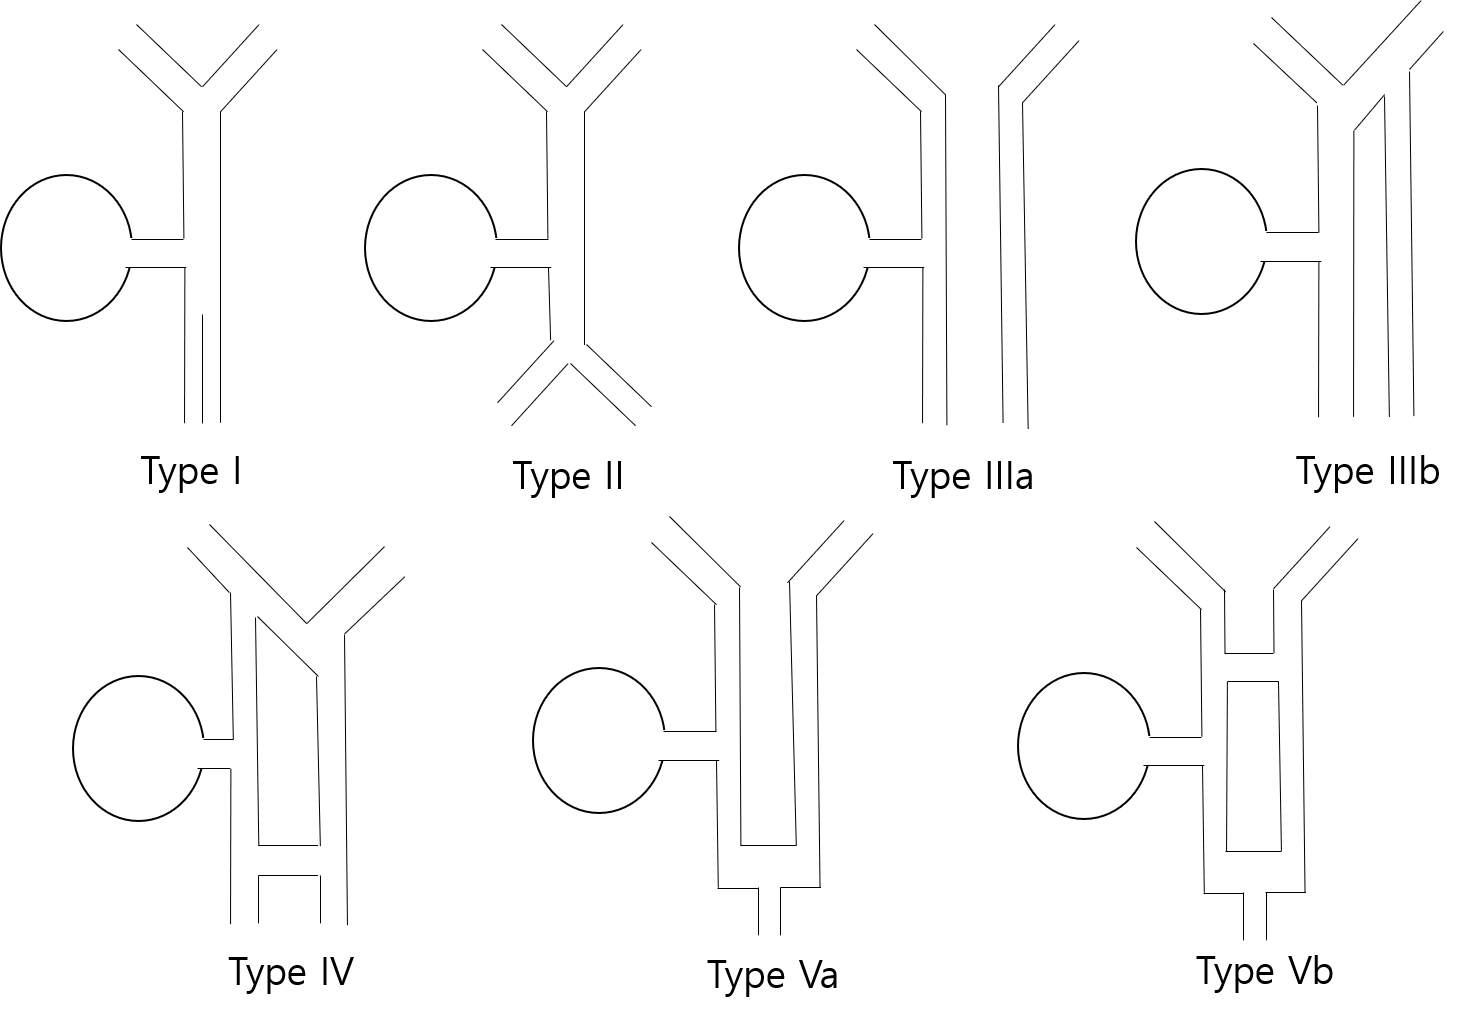 Type I
Type II
Type IIIa
Type IIIb
Type IV
Type Va
Type Vb